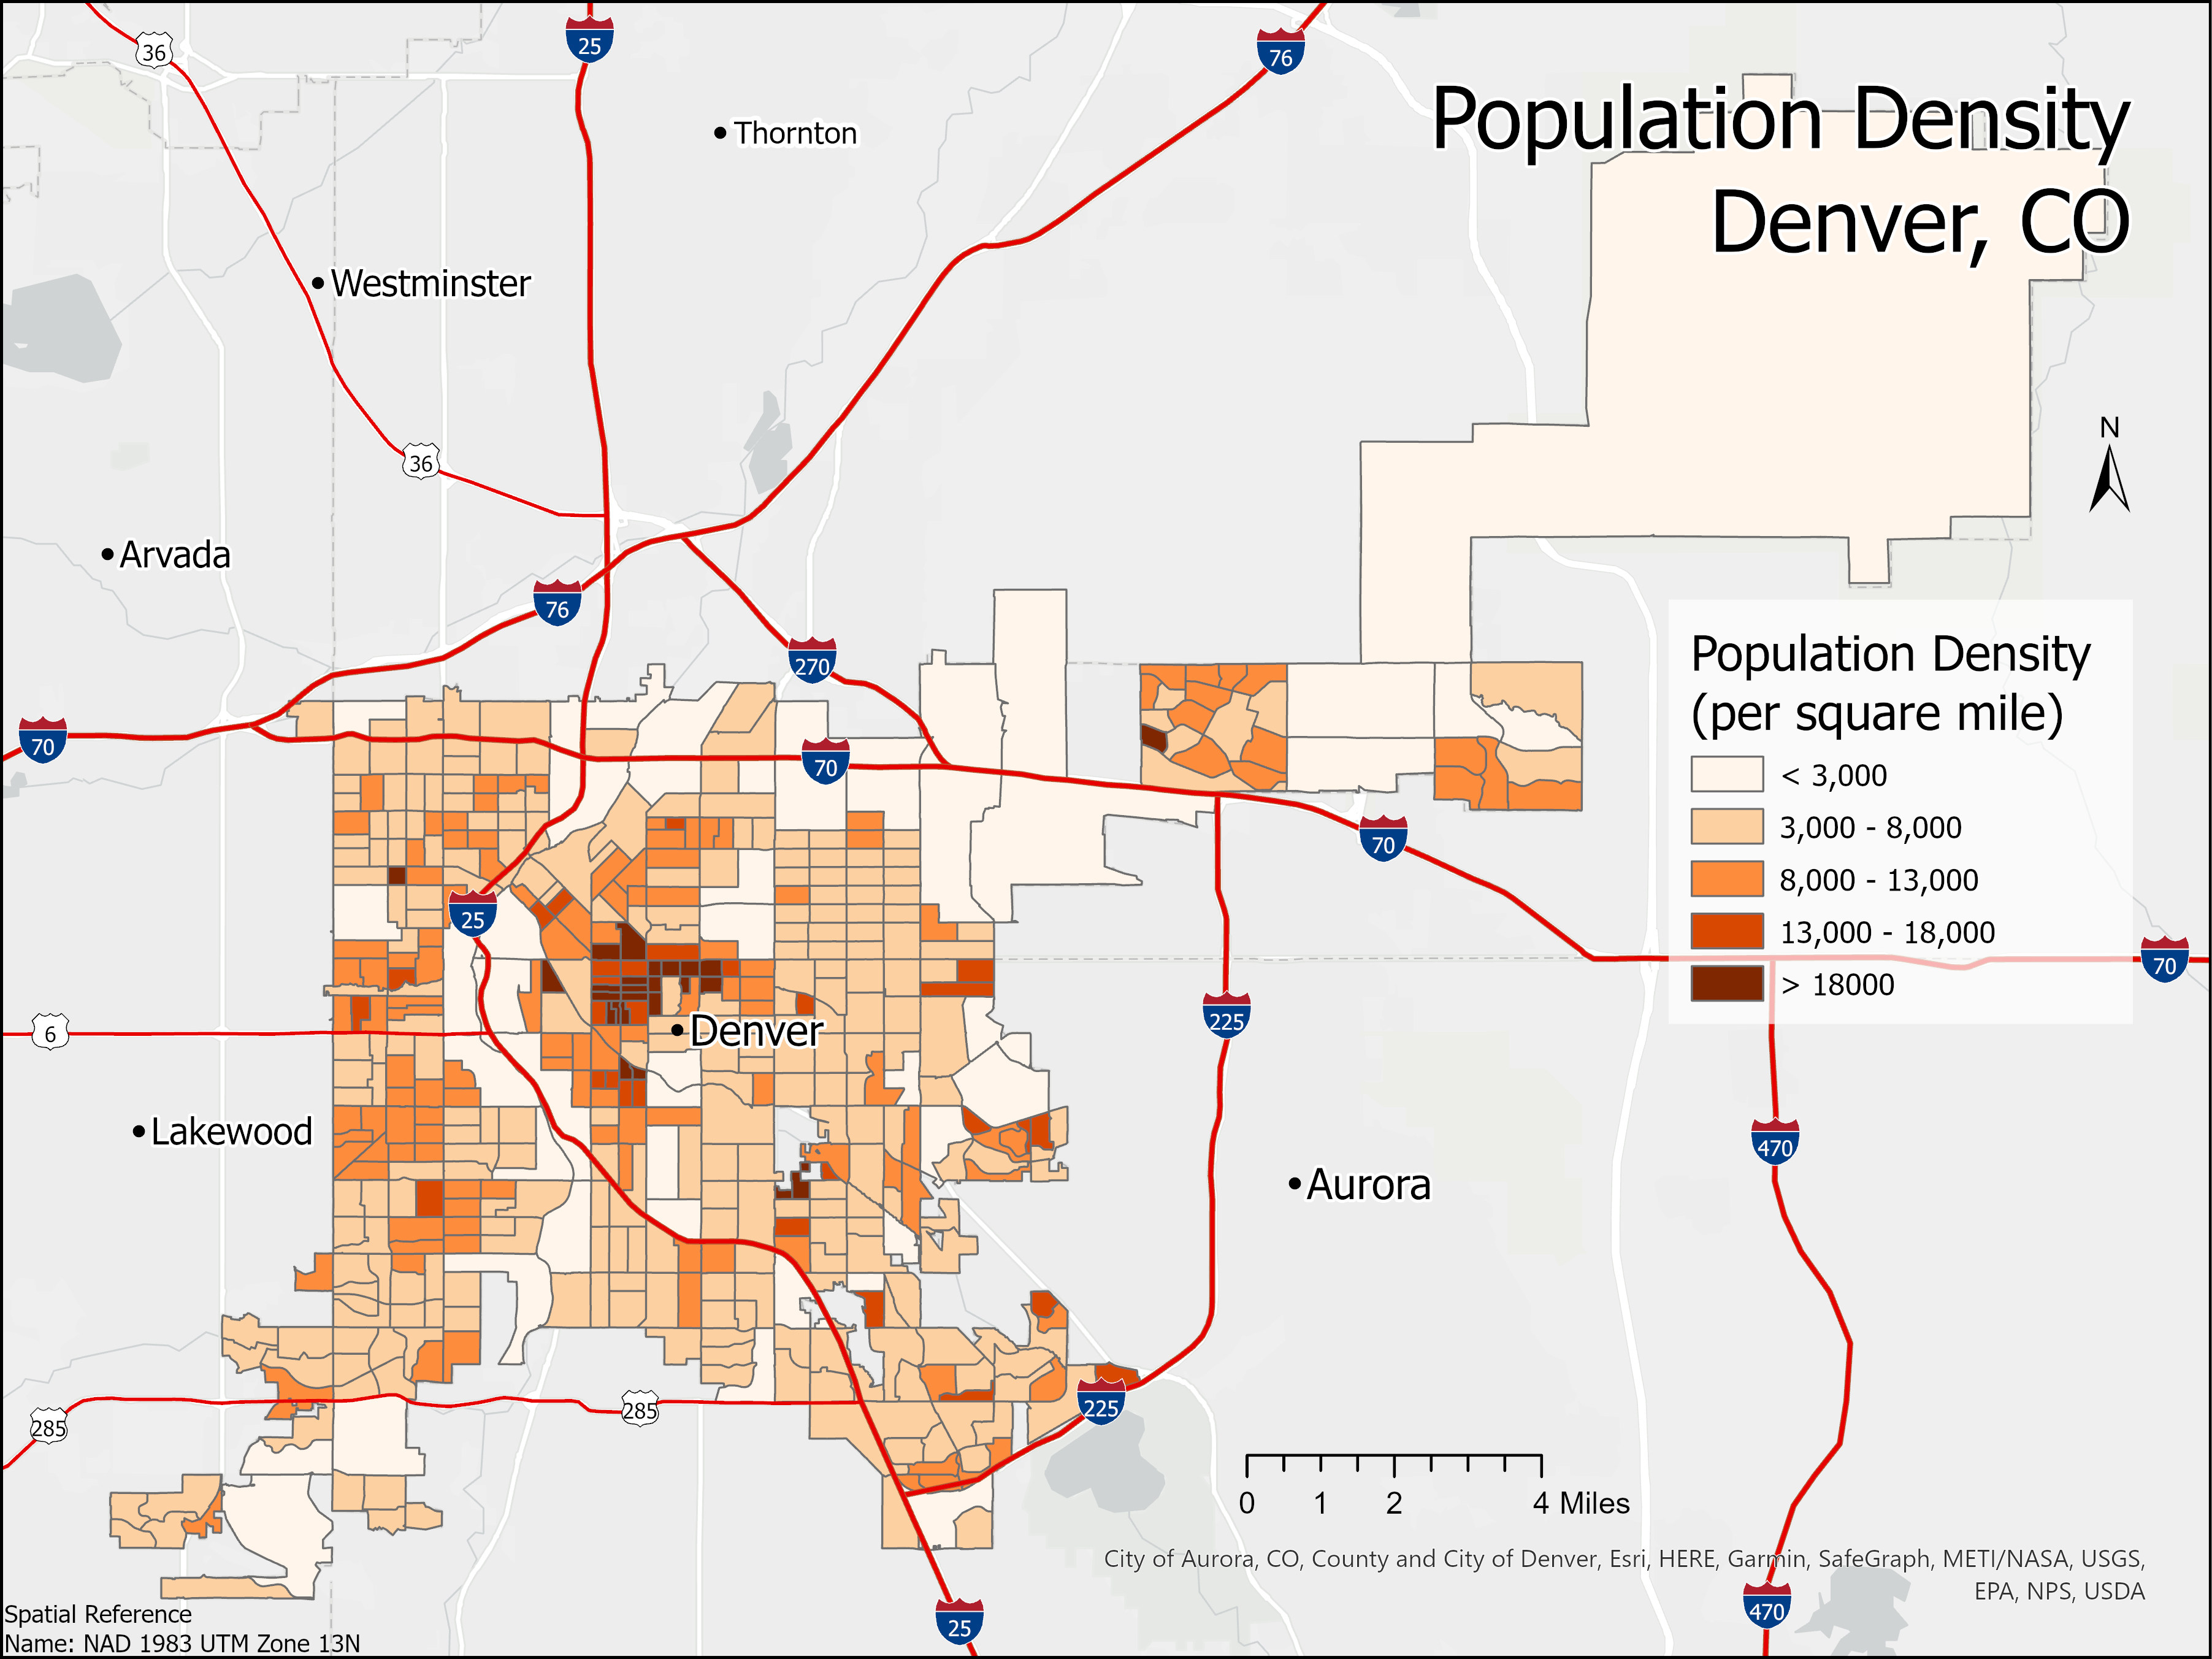 36
25
76
Population Density
Denver, CO
Thornton
Westminster
N
36
Arvada
76
270
Population Density
(per square mile)
< 3,000
3,000 - 8,000
8,000 - 13,000
13,000 - 18,000
> 18000
70
70
70
25
70
225
6
Denver
Lakewood
470
Aurora
285
285
225
0 1 2 4 Miles
City of Aurora, CO, County and City of Denver, Esri, HERE, Garmin, SafeGraph, METI/NASA, USGS,
EPA, NPS, USDA
470
25
Spatial Reference
Name: NAD 1983 UTM Zone 13N